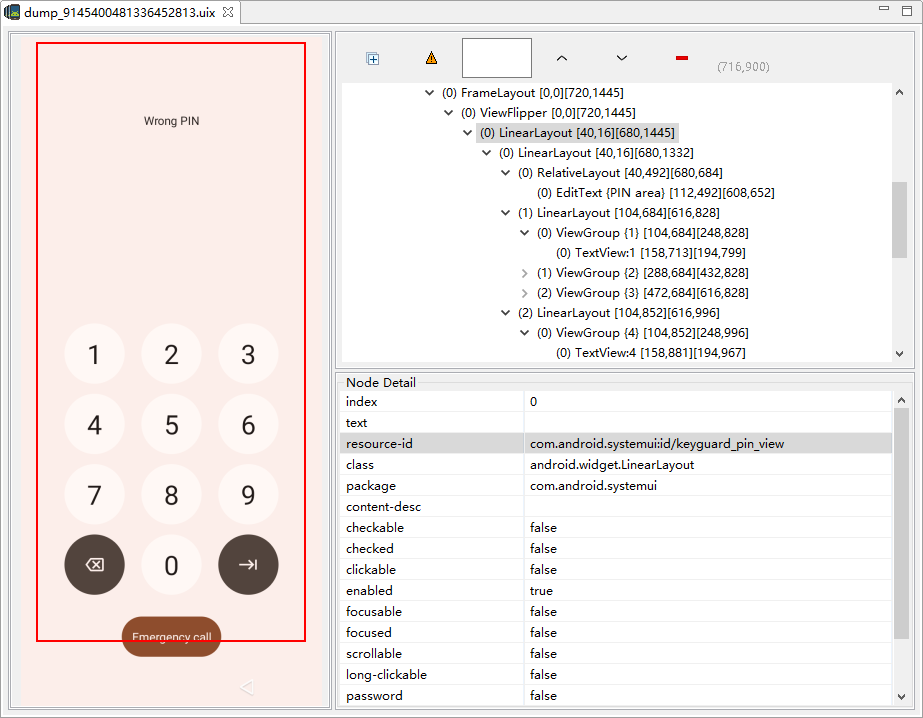 dump_9145400481336452813.uix
Wrong PIN
1 2 3
4 5 6
7 8 9
0
Emergency call
(716,900)
(0) FrameLayout [0,0][720,1445]
(0) ViewFlipper [0,0][720,1445]
(0) LinearLayout [40,16][680,1445]
(0) LinearLayout [40,16][680,1332]
(0) RelativeLayout [40,492][680,684]
(0) EditText {PIN area} [112,492][608,652]
(1) LinearLayout [104,684][616,828]
(0) ViewGroup {1} [104,684][248,828]
(0) TextView:1 [158,713][194,799]
(1) ViewGroup {2} [288,684][432,828]
(2) ViewGroup {3} [472,684][616,828]
(2) LinearLayout [104,852][616,996]
(0) ViewGroup {4} [104,852][248,996]
(0) TextView:4 [158,881][194,967]
Node Detail
index 0
text
resource-id com.android.systemui:id/keyguard_pin_view
class android.widget.LinearLayout
package com.android.systemui
content-desc
checkable false
checked false
clickable false
enabled true
focusable false
focused false
scrollable false
long-clickable false
password false